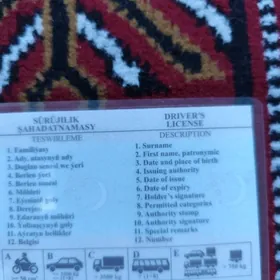 SÜRÜJILIK
ŞAHADATNAMASY
TESWIRLEME
1. Familiýasy
2. Ady, atasynyň ady
3. Doglan senesi we ýeri
4. Berlen ýeri
5. Berlen senesi
6. Möhleti
7. Eýesiniň goly
8. Derejesi
9. Edaranyň möhüri
10. Ýolbaşçynyň goly
11. Aýratyn bellikler
12. Belgisi
DRIVER'S
LICENSE
DESCRIPTION
1. Surname
2. First name, patronymic
3. Date and place of birth
4. Issuing authority
5. Date of issue
6. Date of expiry
7. Holder's signature
8. Permitted categories
9. Authority stamp
10. Authority signature
11. Special remarks
12. Number
A B C D E